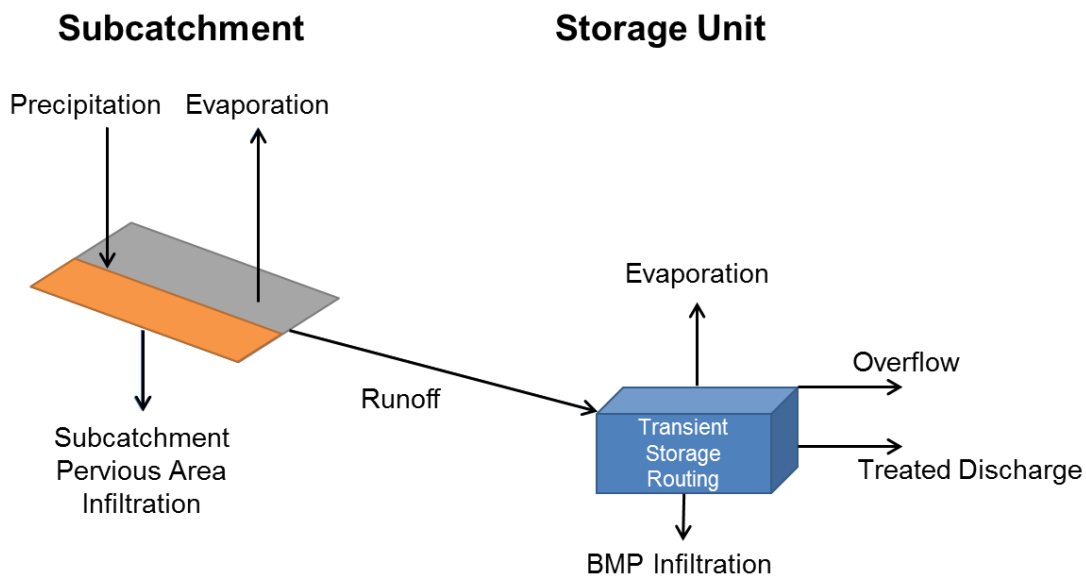 Subcatchment
Storage Unit
Precipitation
Evaporation
Evaporation
Overflow
Runoff
Transient
Storage
Routing
Treated Discharge
Subcatchment
Pervious Area
Infiltration
BMP Infiltration